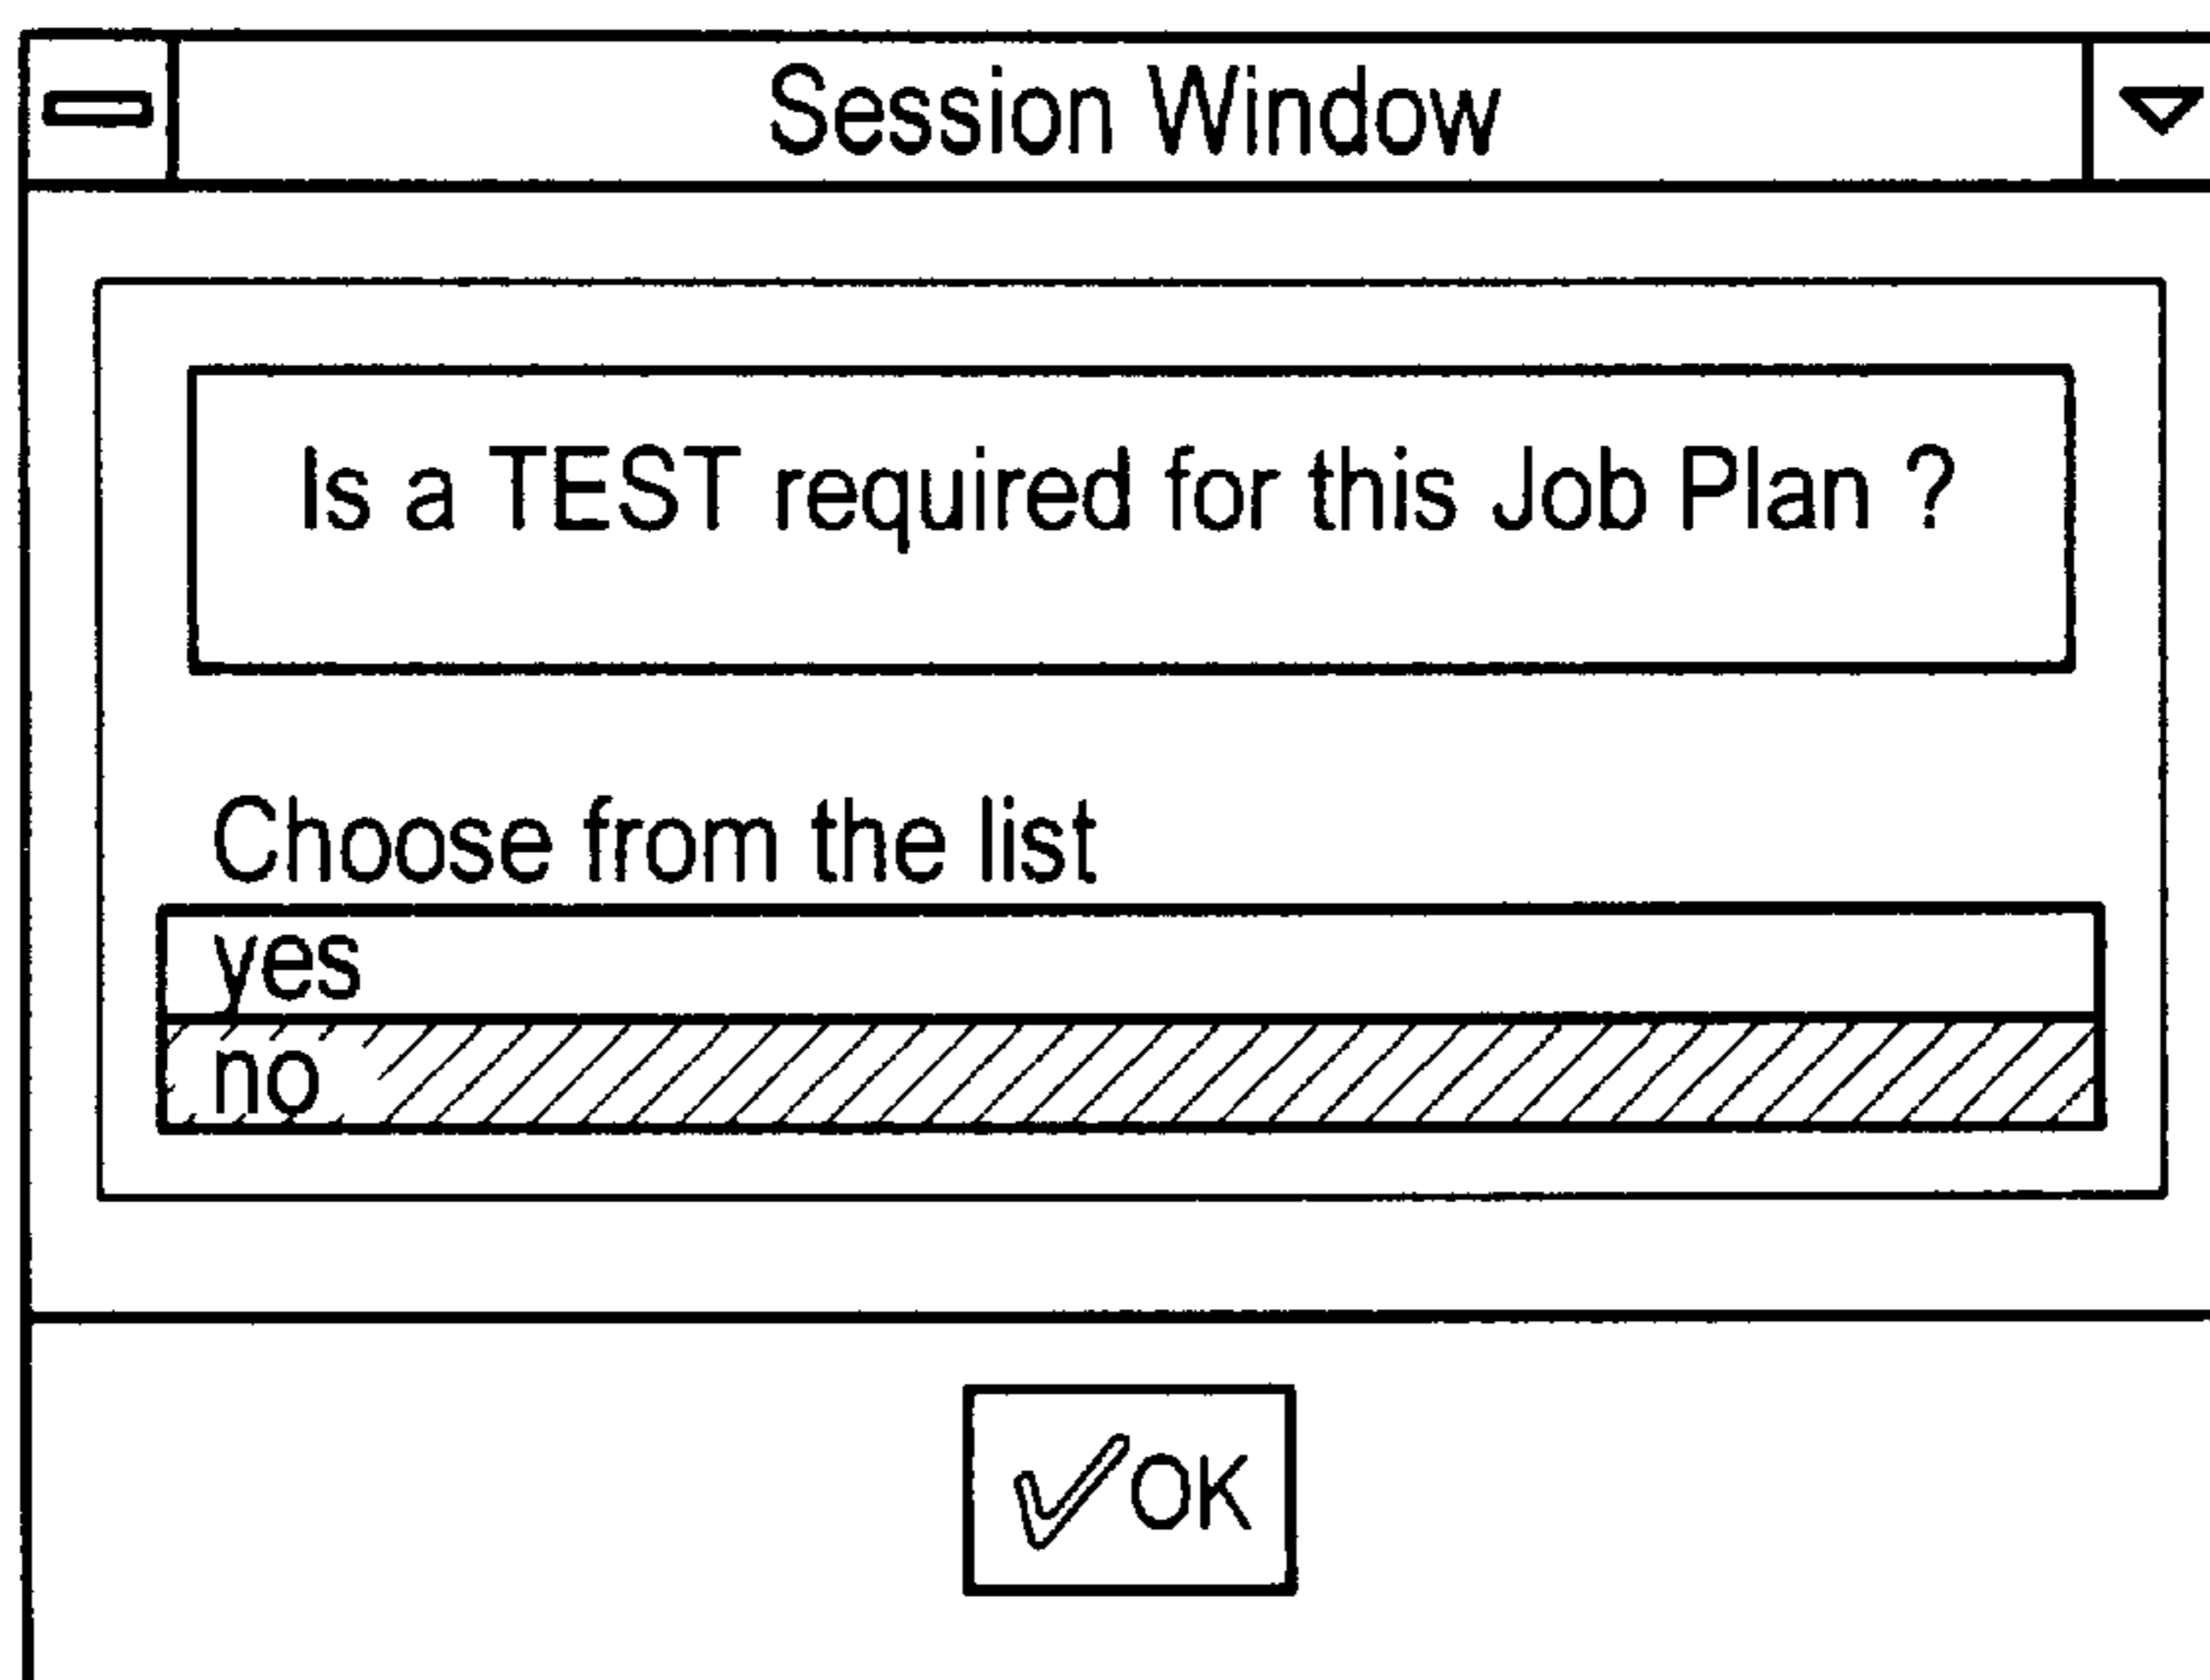 Session Window
Is a TEST required for this Job Plan ?
Choose from the list
yes
no
OK